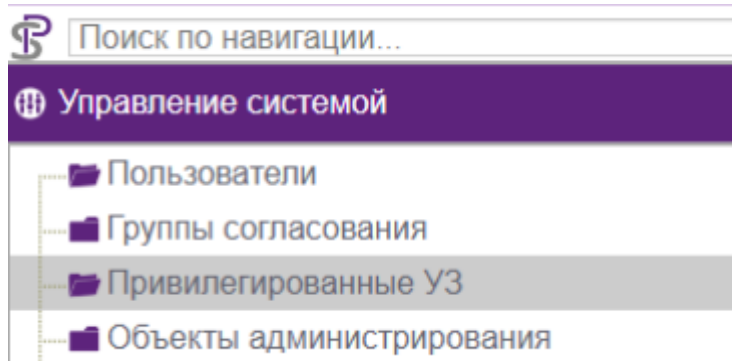 Поиск по навигации...
Управление системой
Пользователи
Группы согласования
Привилегированные УЗ
Объекты администрирования